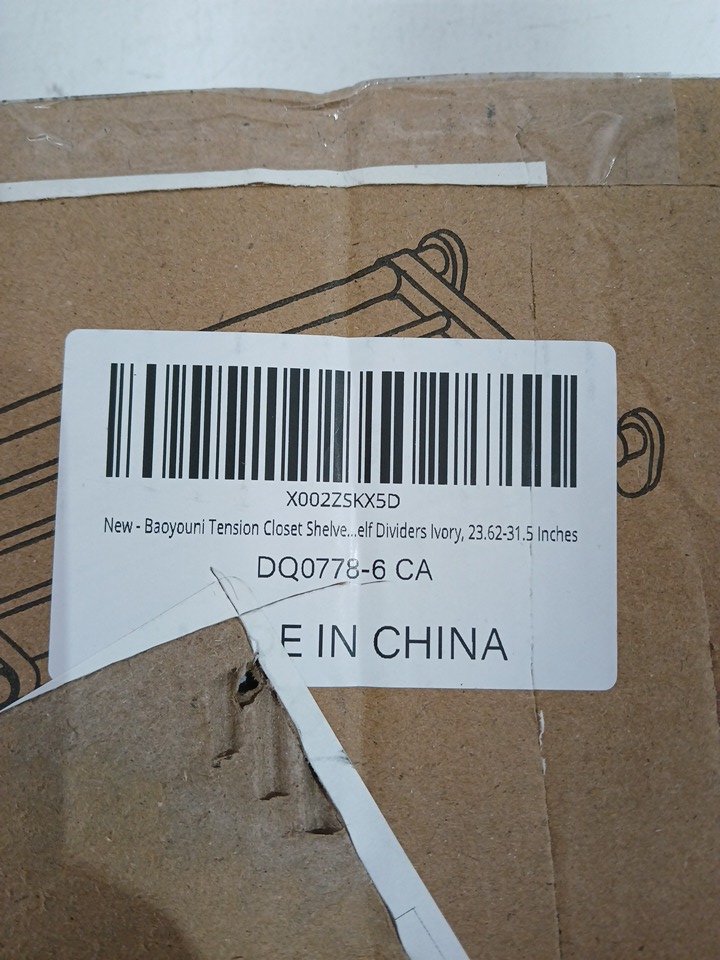 X002ZSKX5D
New - Baoyouni Tension Closet Shelve...elf Dividers Ivory, 23.62-31.5 Inches
DQ0778-6 CA
E IN CHINA